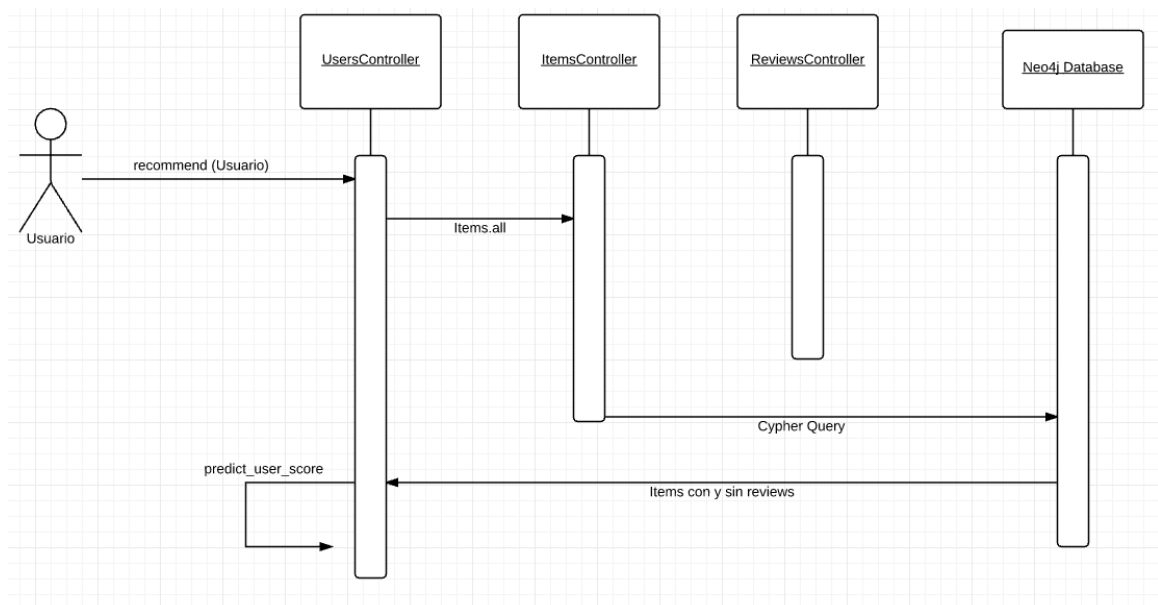 UsersController
ItemsController
ReviewsController
Neo4j Database
recommend (Usuario)
Items.all
Usuario
Cypher Query
predict_user_score
Items con y sin reviews